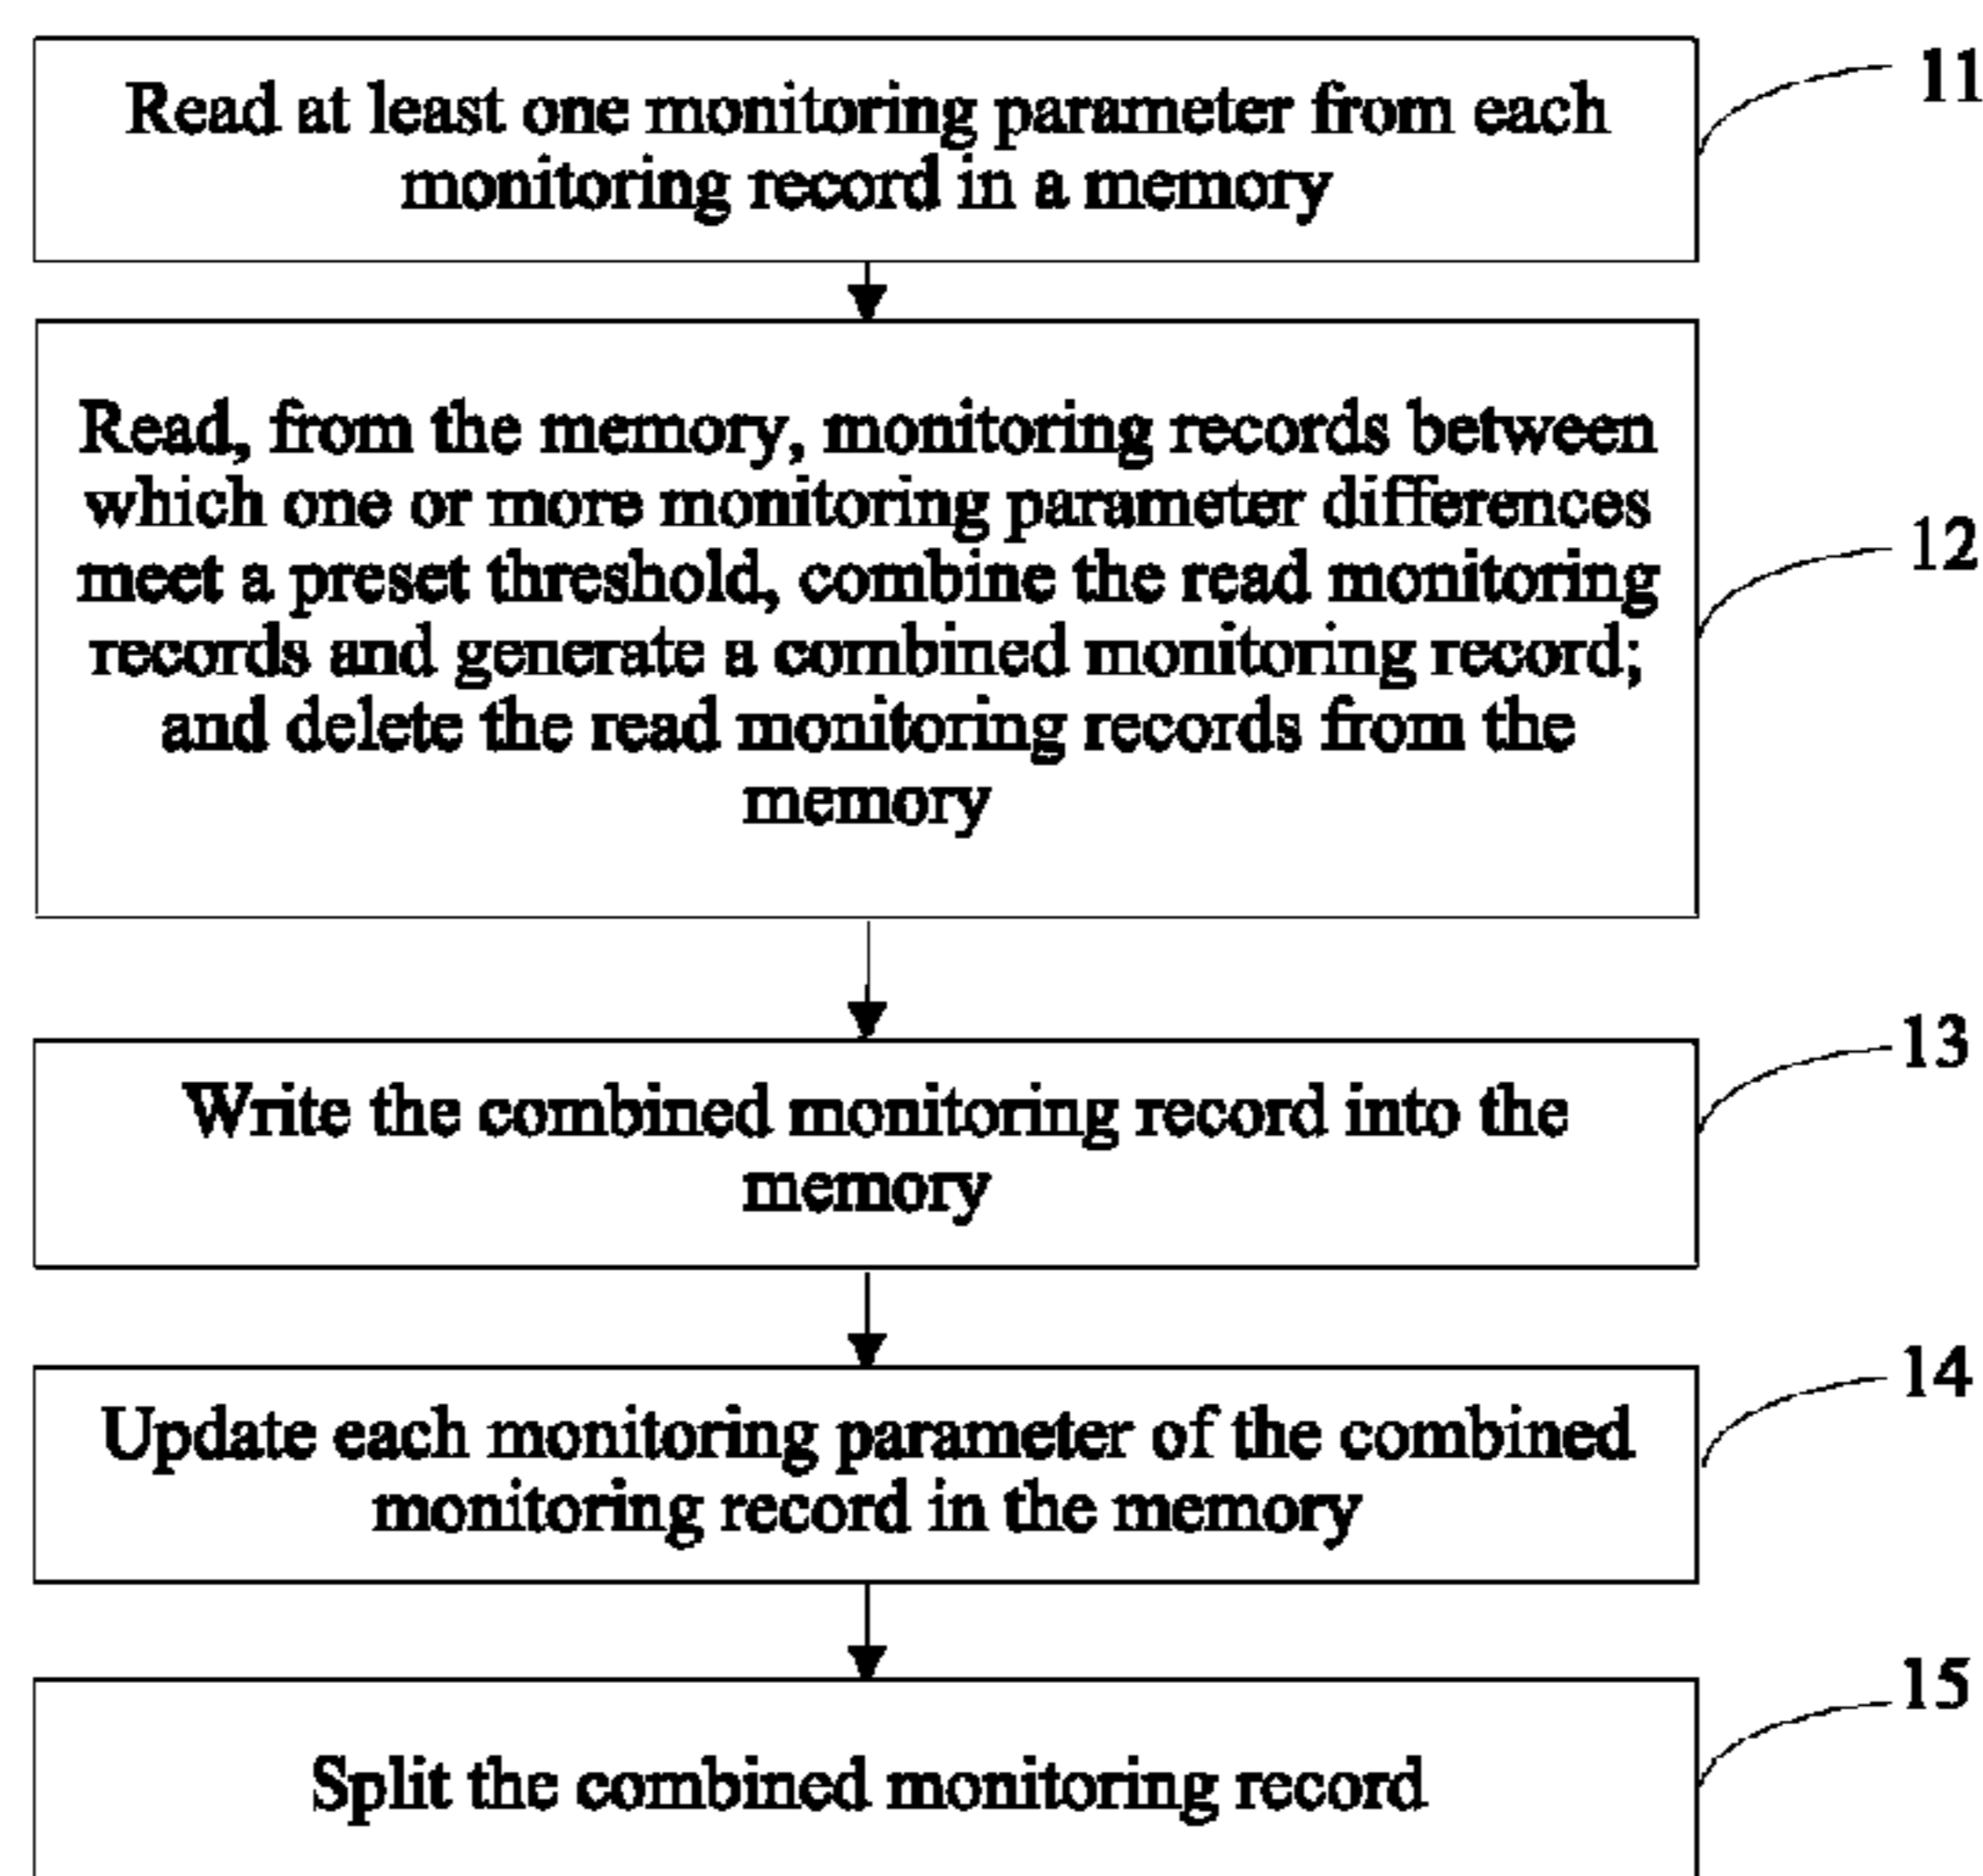 Read at least one monitoring parameter from each
monitoring record in a memory
11
Read, from the memory, monitoring records between
which one or more monitoring parameter differences
meet a preset threshold, combine the read monitoring
records and generate a combined monitoring record;
and delete the read monitoring records from the
memory
12
Write the combined monitoring record into the
memory
13
Update each monitoring parameter of the combined
monitoring record in the memory
14
Split the combined monitoring record
15